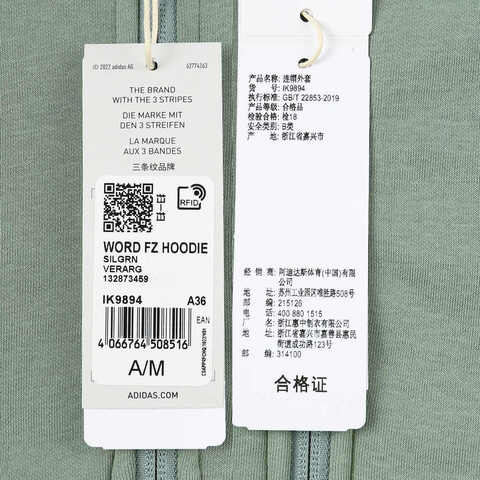 (C) 2022 adidas AG 62774363
THE BRAND
WITH THE 3 STRIPES
DIE MARKE MIT
DEN 3 STREIFEN
LA MARQUE
AUX 3 BANDES
三条纹品牌
RFID
WORD FZ HOODIE
SILGRN
VERARG
132873459
IK9894 A36
EAN
4 066764 508516
A/M
ADIDAS.COM
产品名称: 连帽外套
货 号: IK9894
执行标准: GB/T 22853-2019
产品等级: 合格品
检验合格: 检18
安全类别: B类
产 地: 浙江省嘉兴市
经 销 商: 阿迪达斯体育(中国)有限
公司
地 址: 苏州工业园区唯胜路508号
邮 编: 215126
电 话: 400 880 1515
厂 名: 浙江惠中制衣有限公司
地 址: 浙江省嘉兴市嘉善县惠民
街道成功路123号
邮 编: 314100
合格证